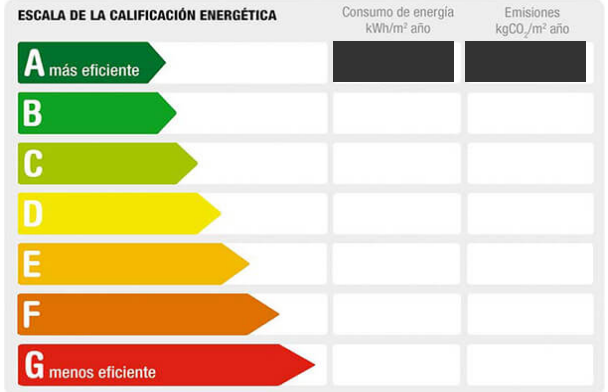 ESCALA DE LA CALIFICACIÓN ENERGÉTICA
Consumo de energía
kWh/m² año
Emisiones
kgCO₂/m² año
A más eficiente
B
C
D
E
F
G menos eficiente